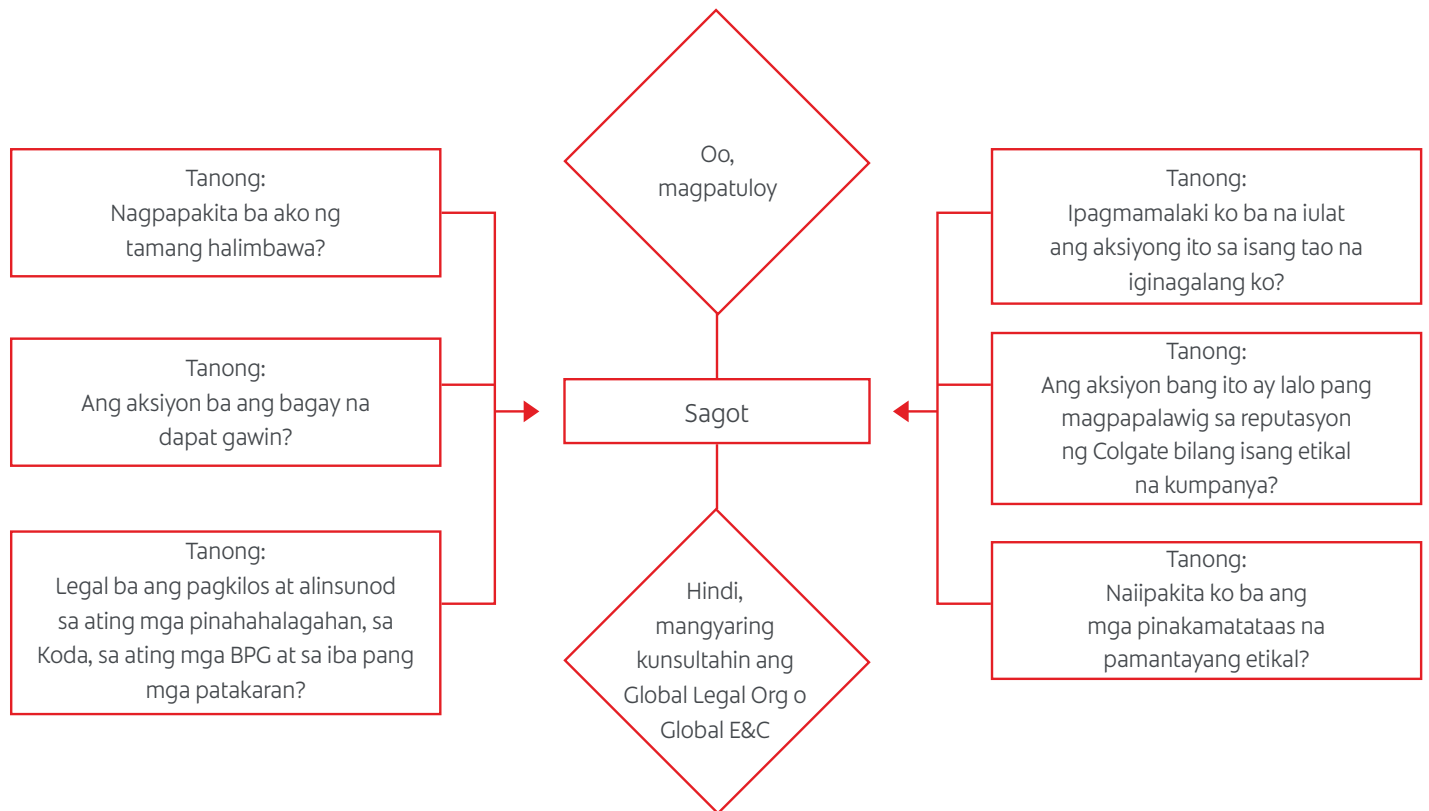 Tanong:
Nagpapakita ba ako ng
tamang halimbawa?
Tanong:
Ang aksiyon ba ang bagay na
dapat gawin?
Tanong:
Legal ba ang pagkilos at alinsunod
sa ating mga pinahahalagahan, sa
Koda, sa ating mga BPG at sa iba pang
mga patakaran?
Oo,
magpatuloy
Sagot
Hindi,
mangyaring
kunsultahin ang
Global Legal Org o
Global E&C
Tanong:
Ipagmamalaki ko ba na iulat
ang aksiyong ito sa isang tao na
iginagalang ko?
Tanong:
Ang aksiyon bang ito ay lalo pang
magpapalawig sa reputasyon
ng Colgate bilang isang etikal
na kumpanya?
Tanong:
Naiipakita ko ba ang
mga pinakamatataas na
pamantayang etikal?